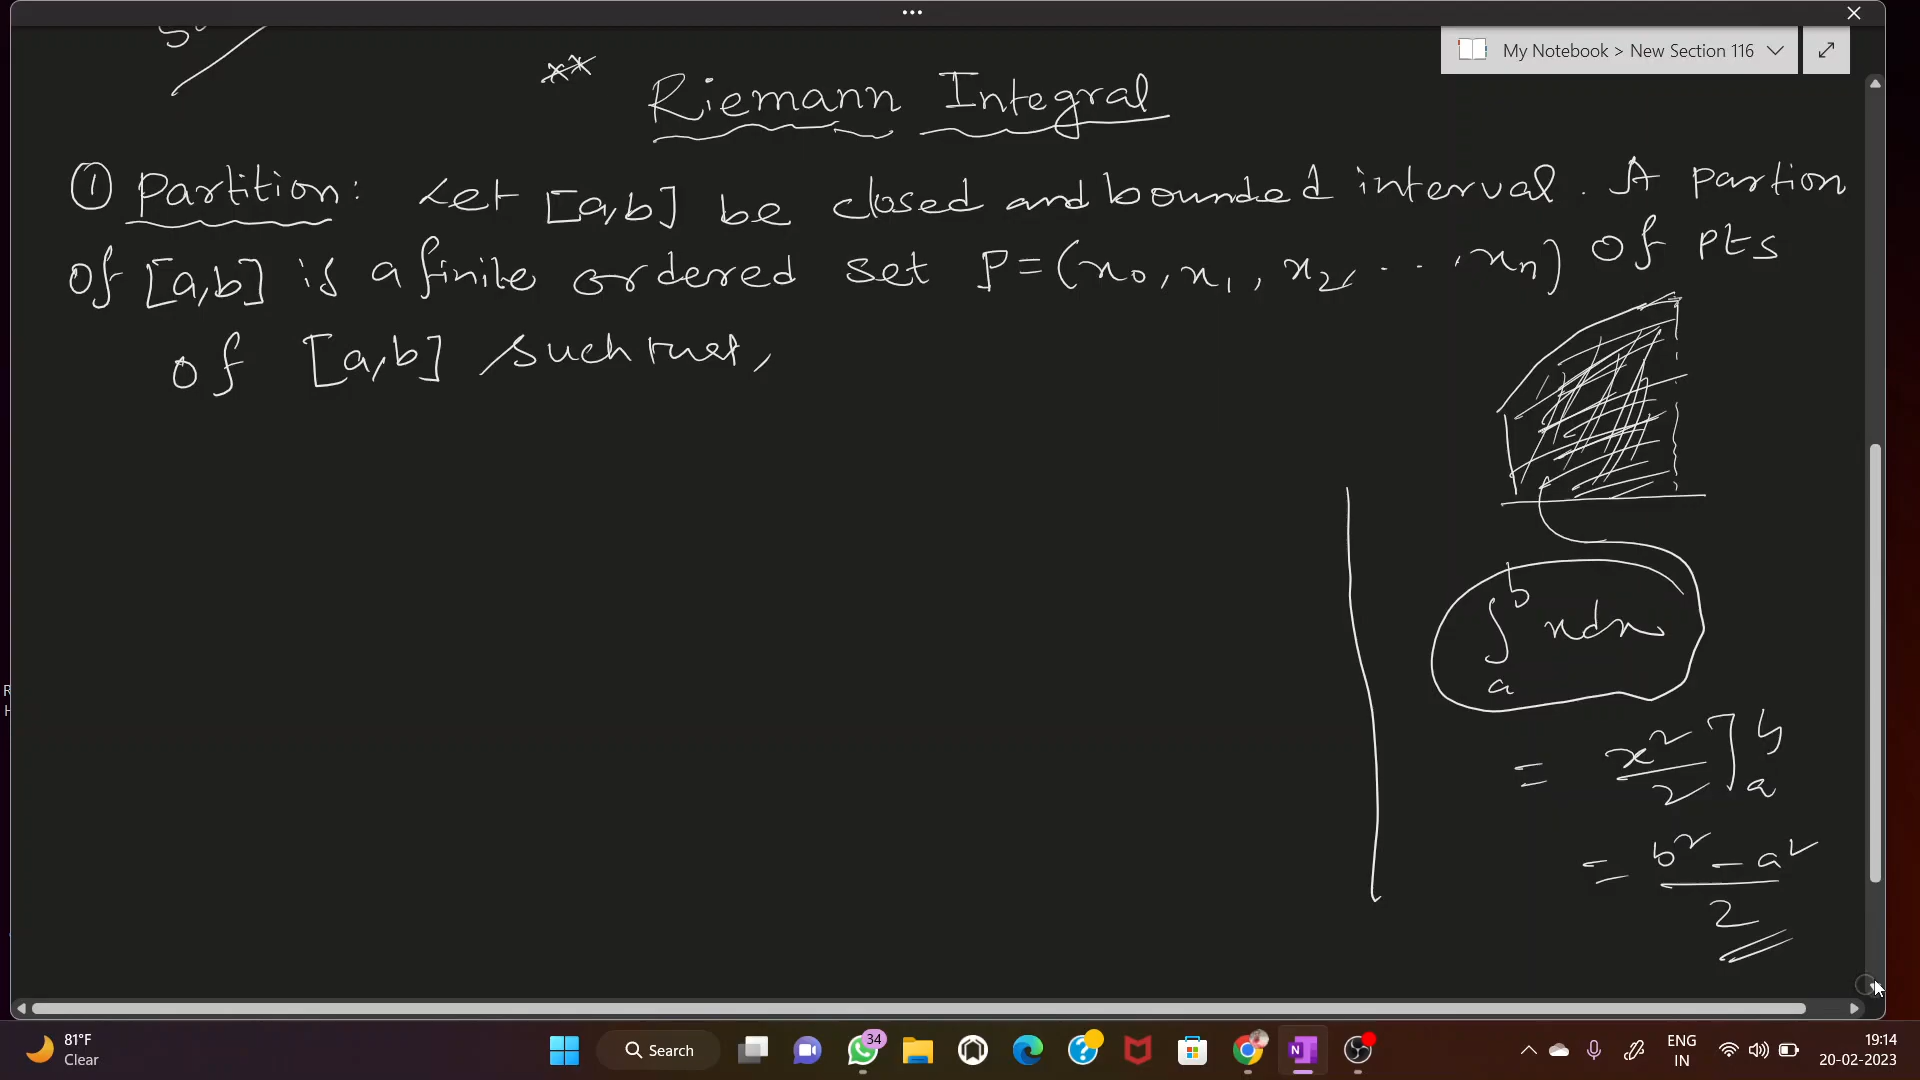 My Notebook > New Section 116
**
Riemann Integral
① Partition: Let [a,b] be closed and bounded interval. A partion
of [a,b] is a finite ordered set P=(x₀, x₁, x₂, ..., xₙ) of pts
of [a,b] such that,
∫ₐᵇ xdx
= x²/2 ]ₐᵇ
= b² - a² / 2
81°F
Clear
Search
34
ENG
IN
19:14
20-02-2023